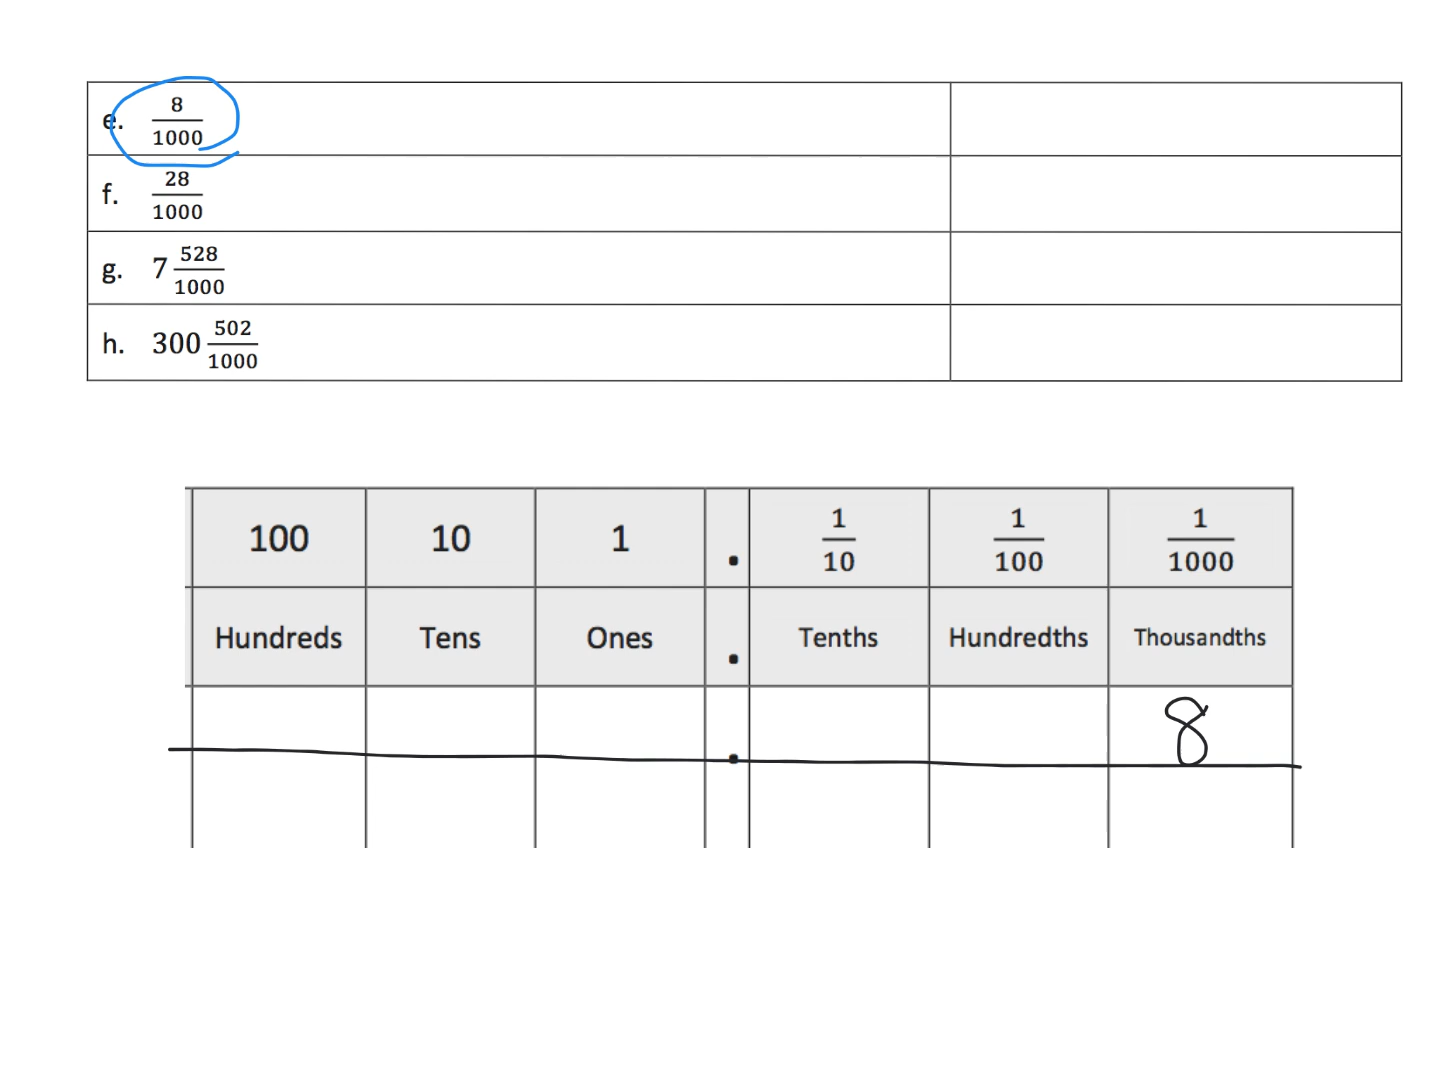 e. 8/1000
f. 28/1000
g. 7 528/1000
h. 300 502/1000
100 10 1 . 1/10 1/100 1/1000
Hundreds Tens Ones . Tenths Hundredths Thousandths
. 8